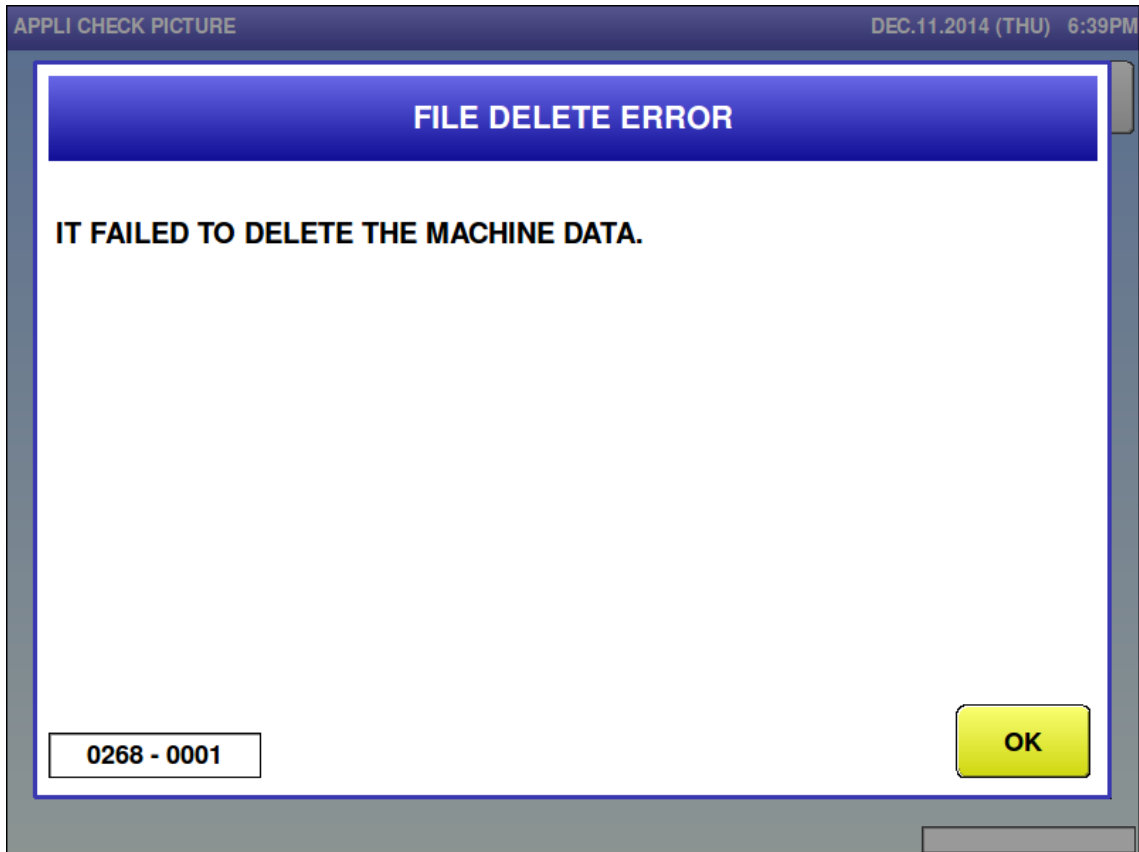 APPLI CHECK PICTURE DEC.11.2014 (THU) 6:39PM
FILE DELETE ERROR
IT FAILED TO DELETE THE MACHINE DATA.
0268 - 0001
OK